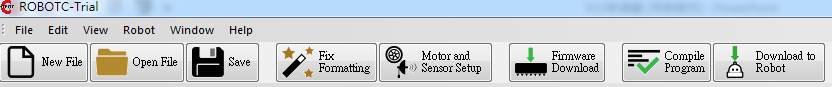 ROBOTC-Trial
File Edit View Robot Window Help
New File Open File Save Fix Formatting Motor and Sensor Setup Firmware Download Compile Program Download to Robot